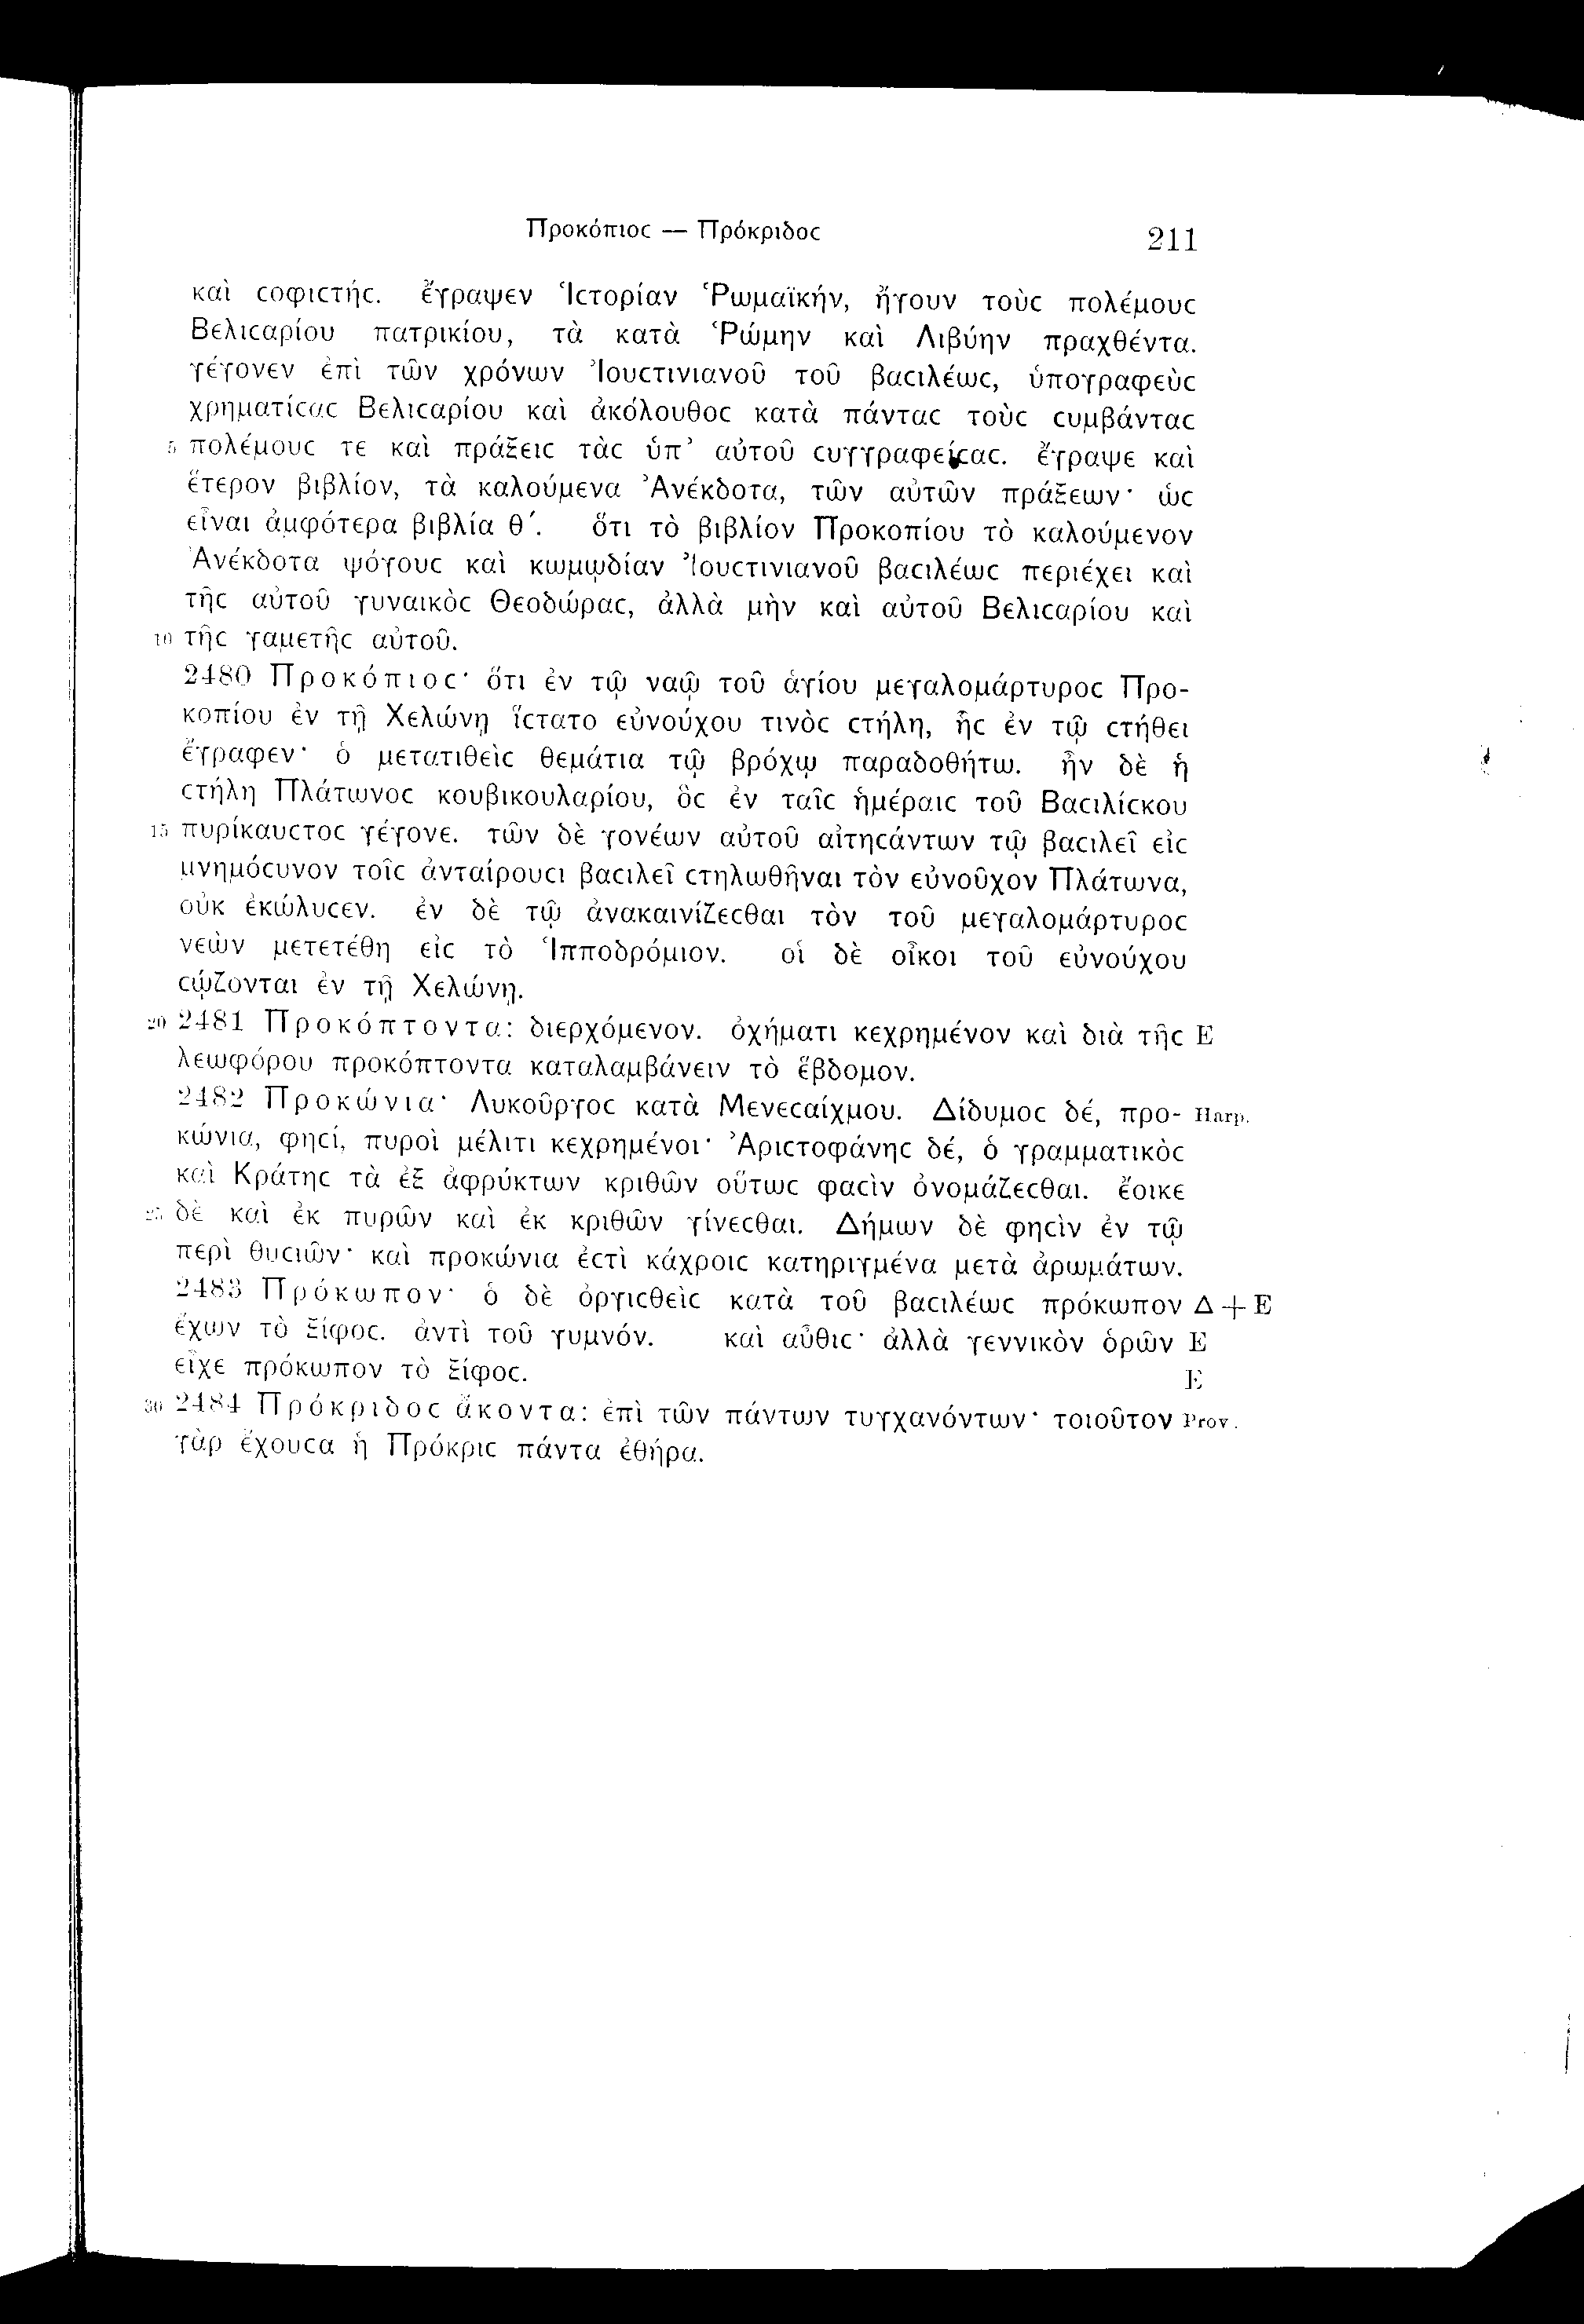 Προκόπιοϲ — Πρόκριδοϲ 211
καὶ ϲοφιϲτήϲ. ἔγραψεν Ἱϲτορίαν Ῥωμαϊκήν, ἤγουν τοὺϲ πολέμουϲ
Βελιϲαρίου πατρικίου, τὰ κατὰ Ῥώμην καὶ Λιβύην πραχθέντα.
γέγονεν ἐπὶ τῶν χρόνων Ἰουϲτινιανοῦ τοῦ βαϲιλέωϲ, ὑπογραφεὺϲ
χρηματίϲαϲ Βελιϲαρίου καὶ ἀκόλουθοϲ κατὰ πάνταϲ τοὺϲ ϲυμβάνταϲ
5 πολέμουϲ τε καὶ πράξειϲ τὰϲ ὑπ’ αὐτοῦ ϲυγγραφείϲαϲ. ἔγραψε καὶ
ἕτερον βιβλίον, τὰ καλούμενα Ἀνέκδοτα, τῶν αὐτῶν πράξεων· ὡϲ
εἶναι ἀμφότερα βιβλία θʹ. ὅτι τὸ βιβλίον Προκοπίου τὸ καλούμενον
Ἀνέκδοτα ψόγουϲ καὶ κωμῳδίαν Ἰουϲτινιανοῦ βαϲιλέωϲ περιέχει καὶ
τῆϲ αὐτοῦ γυναικὸϲ Θεοδώραϲ, ἀλλὰ μὴν καὶ αὐτοῦ Βελιϲαρίου καὶ
10 τῆϲ γαμετῆϲ αὐτοῦ.
2480 Προκόπιοϲ· ὅτι ἐν τῷ ναῷ τοῦ ἁγίου μεγαλομάρτυροϲ Προ-
κοπίου ἐν τῇ Χελώνῃ ἵϲτατο εὐνούχου τινὸϲ ϲτήλη, ἧϲ ἐν τῷ ϲτήθει
ἔγραφεν· ὁ μετατιθεὶϲ θεμάτια τῷ βρόχῳ παραδοθήτω. ἦν δὲ ἡ
ϲτήλη Πλάτωνοϲ κουβικουλαρίου, ὃϲ ἐν ταῖϲ ἡμέραιϲ τοῦ Βαϲιλίϲκου
15 πυρίκαυϲτοϲ γέγονε. τῶν δὲ γονέων αὐτοῦ αἰτηϲάντων τῷ βαϲιλεῖ εἰϲ
μνημόϲυνον τοῖϲ ἀνταίρουϲι βαϲιλεῖ ϲτηλωθῆναι τὸν εὐνοῦχον Πλάτωνα,
οὐκ ἐκώλυϲεν. ἐν δὲ τῷ ἀνακαινίζεϲθαι τὸν τοῦ μεγαλομάρτυροϲ
νεὼν μετετέθη εἰϲ τὸ Ἱπποδρόμιον. οἱ δὲ οἶκοι τοῦ εὐνούχου
ϲῴζονται ἐν τῇ Χελώνῃ.
20 2481 Προκόπτοντα: διερχόμενον. ὀχήματι κεχρημένον καὶ διὰ τῆϲ E
λεωφόρου προκόπτοντα καταλαμβάνειν τὸ ἕβδομον.
2482 Προκώνια· Λυκοῦργοϲ κατὰ Μενεϲαίχμου. Δίδυμοϲ δέ, προ- Harp.
κώνια, φηϲί, πυροὶ μέλιτι κεχρημένοι· Ἀριϲτοφάνηϲ δέ, ὁ γραμματικὸϲ
καὶ Κράτηϲ τὰ ἐξ ἀφρύκτων κριθῶν οὕτωϲ φαϲὶν ὀνομάζεϲθαι. ἔοικε
25 δὲ καὶ ἐκ πυρῶν καὶ ἐκ κριθῶν γίνεϲθαι. Δήμων δὲ φηϲὶν ἐν τῷ
περὶ θυϲιῶν· καὶ προκώνια ἐϲτὶ κάχροιϲ κατηριγμένα μετὰ ἀρωμάτων.
2483 Πρόκωπον· ὁ δὲ ὀργιϲθεὶϲ κατὰ τοῦ βαϲιλέωϲ πρόκωπον Δ + E
ἔχων τὸ ξίφοϲ. ἀντὶ τοῦ γυμνόν. καὶ αὖθιϲ· ἀλλὰ γεννικὸν ὁρῶν E
εἶχε πρόκωπον τὸ ξίφοϲ. E
30 2484 Πρόκριδοϲ ἄκοντα: ἐπὶ τῶν πάντων τυγχανόντων· τοιοῦτον Prov.
γὰρ ἔχουϲα ἡ Πρόκριϲ πάντα ἐθήρα.